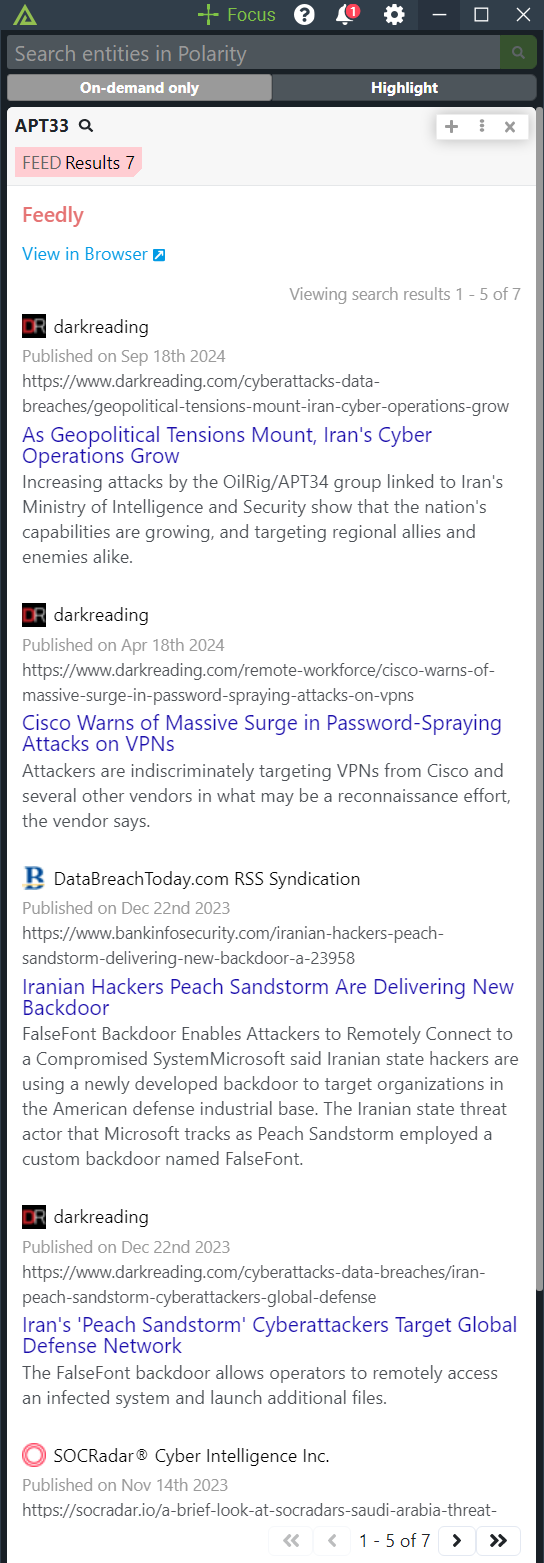 Focus
1
Search entities in Polarity
On-demand only
Highlight
APT33
FEED Results 7
Feedly
View in Browser
Viewing search results 1 - 5 of 7
DR darkreading
Published on Sep 18th 2024
https://www.darkreading.com/cyberattacks-data-
breaches/geopolitical-tensions-mount-iran-cyber-operations-grow
As Geopolitical Tensions Mount, Iran's Cyber
Operations Grow
Increasing attacks by the OilRig/APT34 group linked to Iran's
Ministry of Intelligence and Security show that the nation's
capabilities are growing, and targeting regional allies and
enemies alike.
DR darkreading
Published on Apr 18th 2024
https://www.darkreading.com/remote-workforce/cisco-warns-of-
massive-surge-in-password-spraying-attacks-on-vpns
Cisco Warns of Massive Surge in Password-Spraying
Attacks on VPNs
Attackers are indiscriminately targeting VPNs from Cisco and
several other vendors in what may be a reconnaissance effort,
the vendor says.
B DataBreachToday.com RSS Syndication
Published on Dec 22nd 2023
https://www.bankinfosecurity.com/iranian-hackers-peach-
sandstorm-delivering-new-backdoor-a-23958
Iranian Hackers Peach Sandstorm Are Delivering New
Backdoor
FalseFont Backdoor Enables Attackers to Remotely Connect to
a Compromised SystemMicrosoft said Iranian state hackers are
using a newly developed backdoor to target organizations in
the American defense industrial base. The Iranian state threat
actor that Microsoft tracks as Peach Sandstorm employed a
custom backdoor named FalseFont.
DR darkreading
Published on Dec 22nd 2023
https://www.darkreading.com/cyberattacks-data-breaches/iran-
peach-sandstorm-cyberattackers-global-defense
Iran's 'Peach Sandstorm' Cyberattackers Target Global
Defense Network
The FalseFont backdoor allows operators to remotely access
an infected system and launch additional files.
SOCRadar® Cyber Intelligence Inc.
Published on Nov 14th 2023
https://socradar.io/a-brief-look-at-socradars-saudi-arabia-threat-
1 - 5 of 7